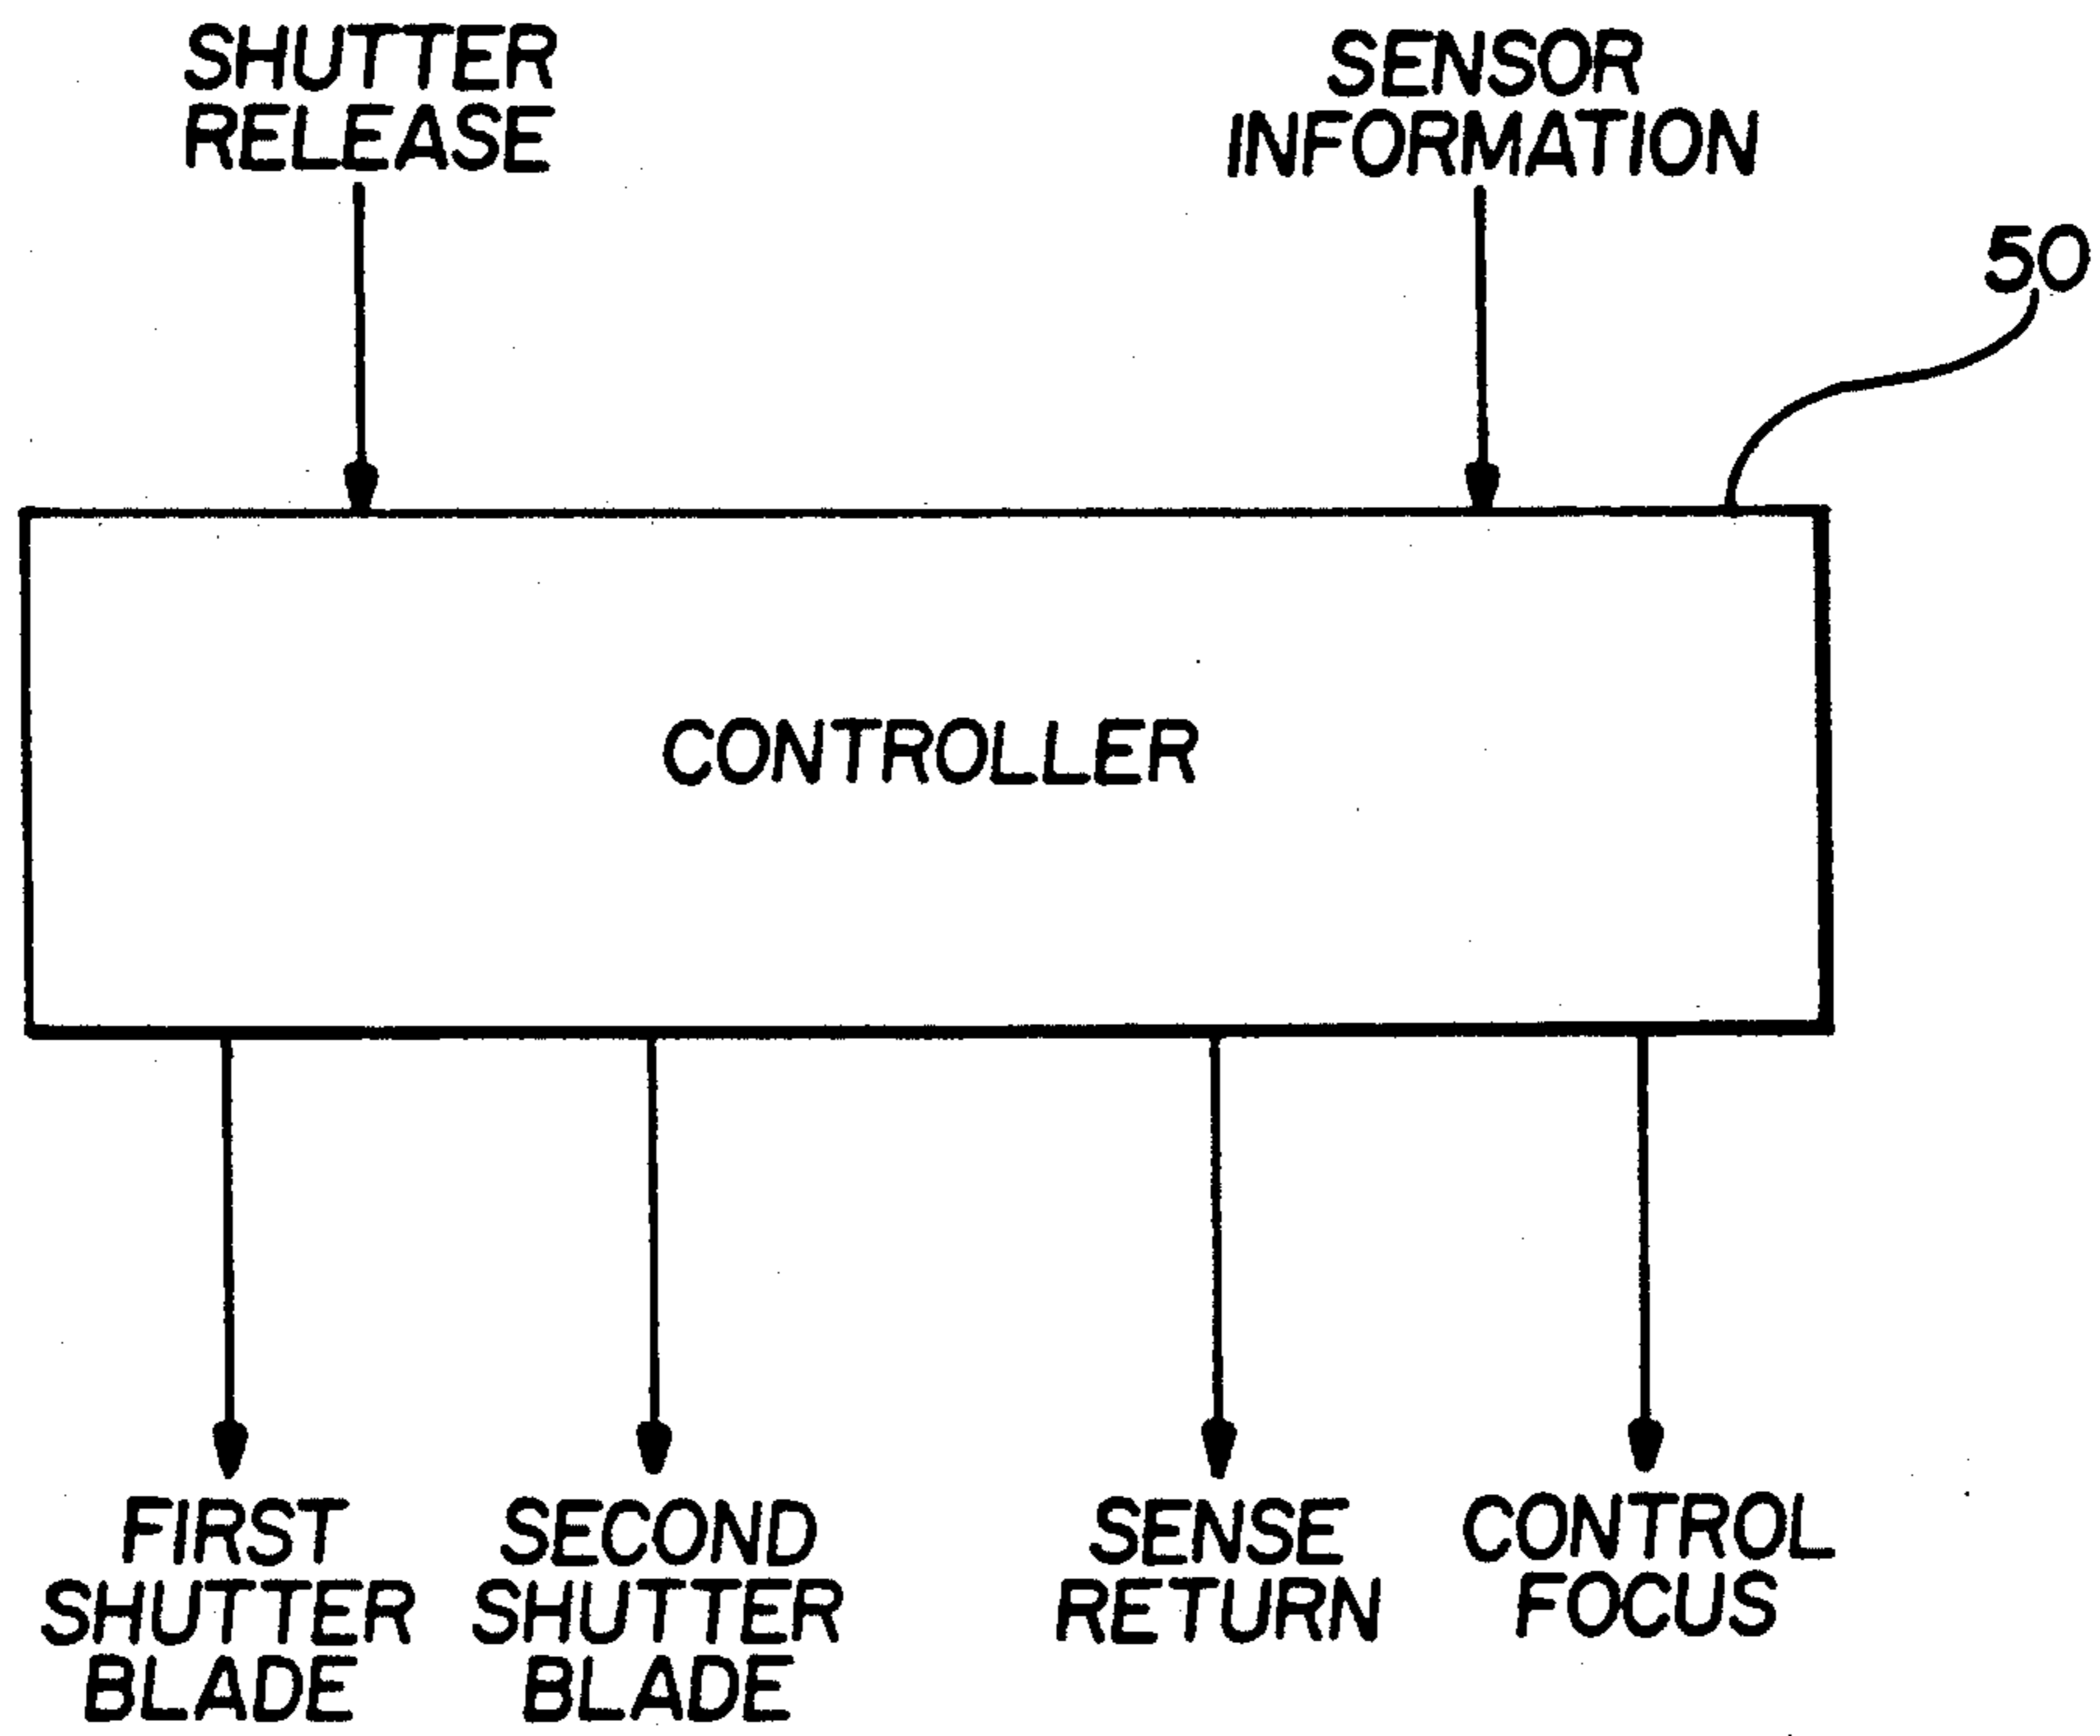 SHUTTER
RELEASE
SENSOR
INFORMATION
50
CONTROLLER
FIRST
SHUTTER
BLADE
SECOND
SHUTTER
BLADE
SENSE
RETURN
CONTROL
FOCUS